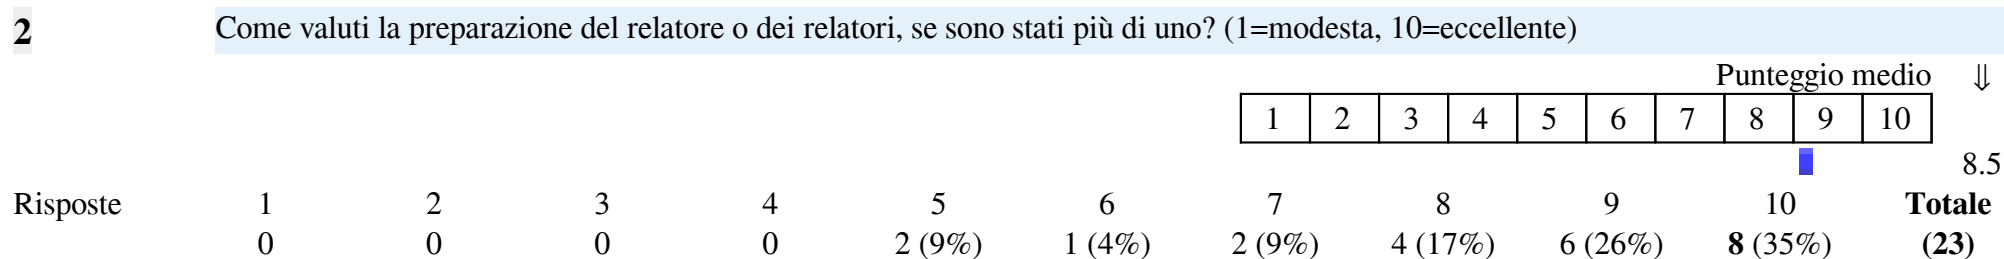 2 Come valuti la preparazione del relatore o dei relatori, se sono stati più di uno? (1=modesta, 10=eccellente)
Punteggio medio ⇓
1 2 3 4 5 6 7 8 9 10
8.5
Risposte 1 2 3 4 5 6 7 8 9 10 Totale
0 0 0 0 2 (9%) 1 (4%) 2 (9%) 4 (17%) 6 (26%) 8 (35%) (23)